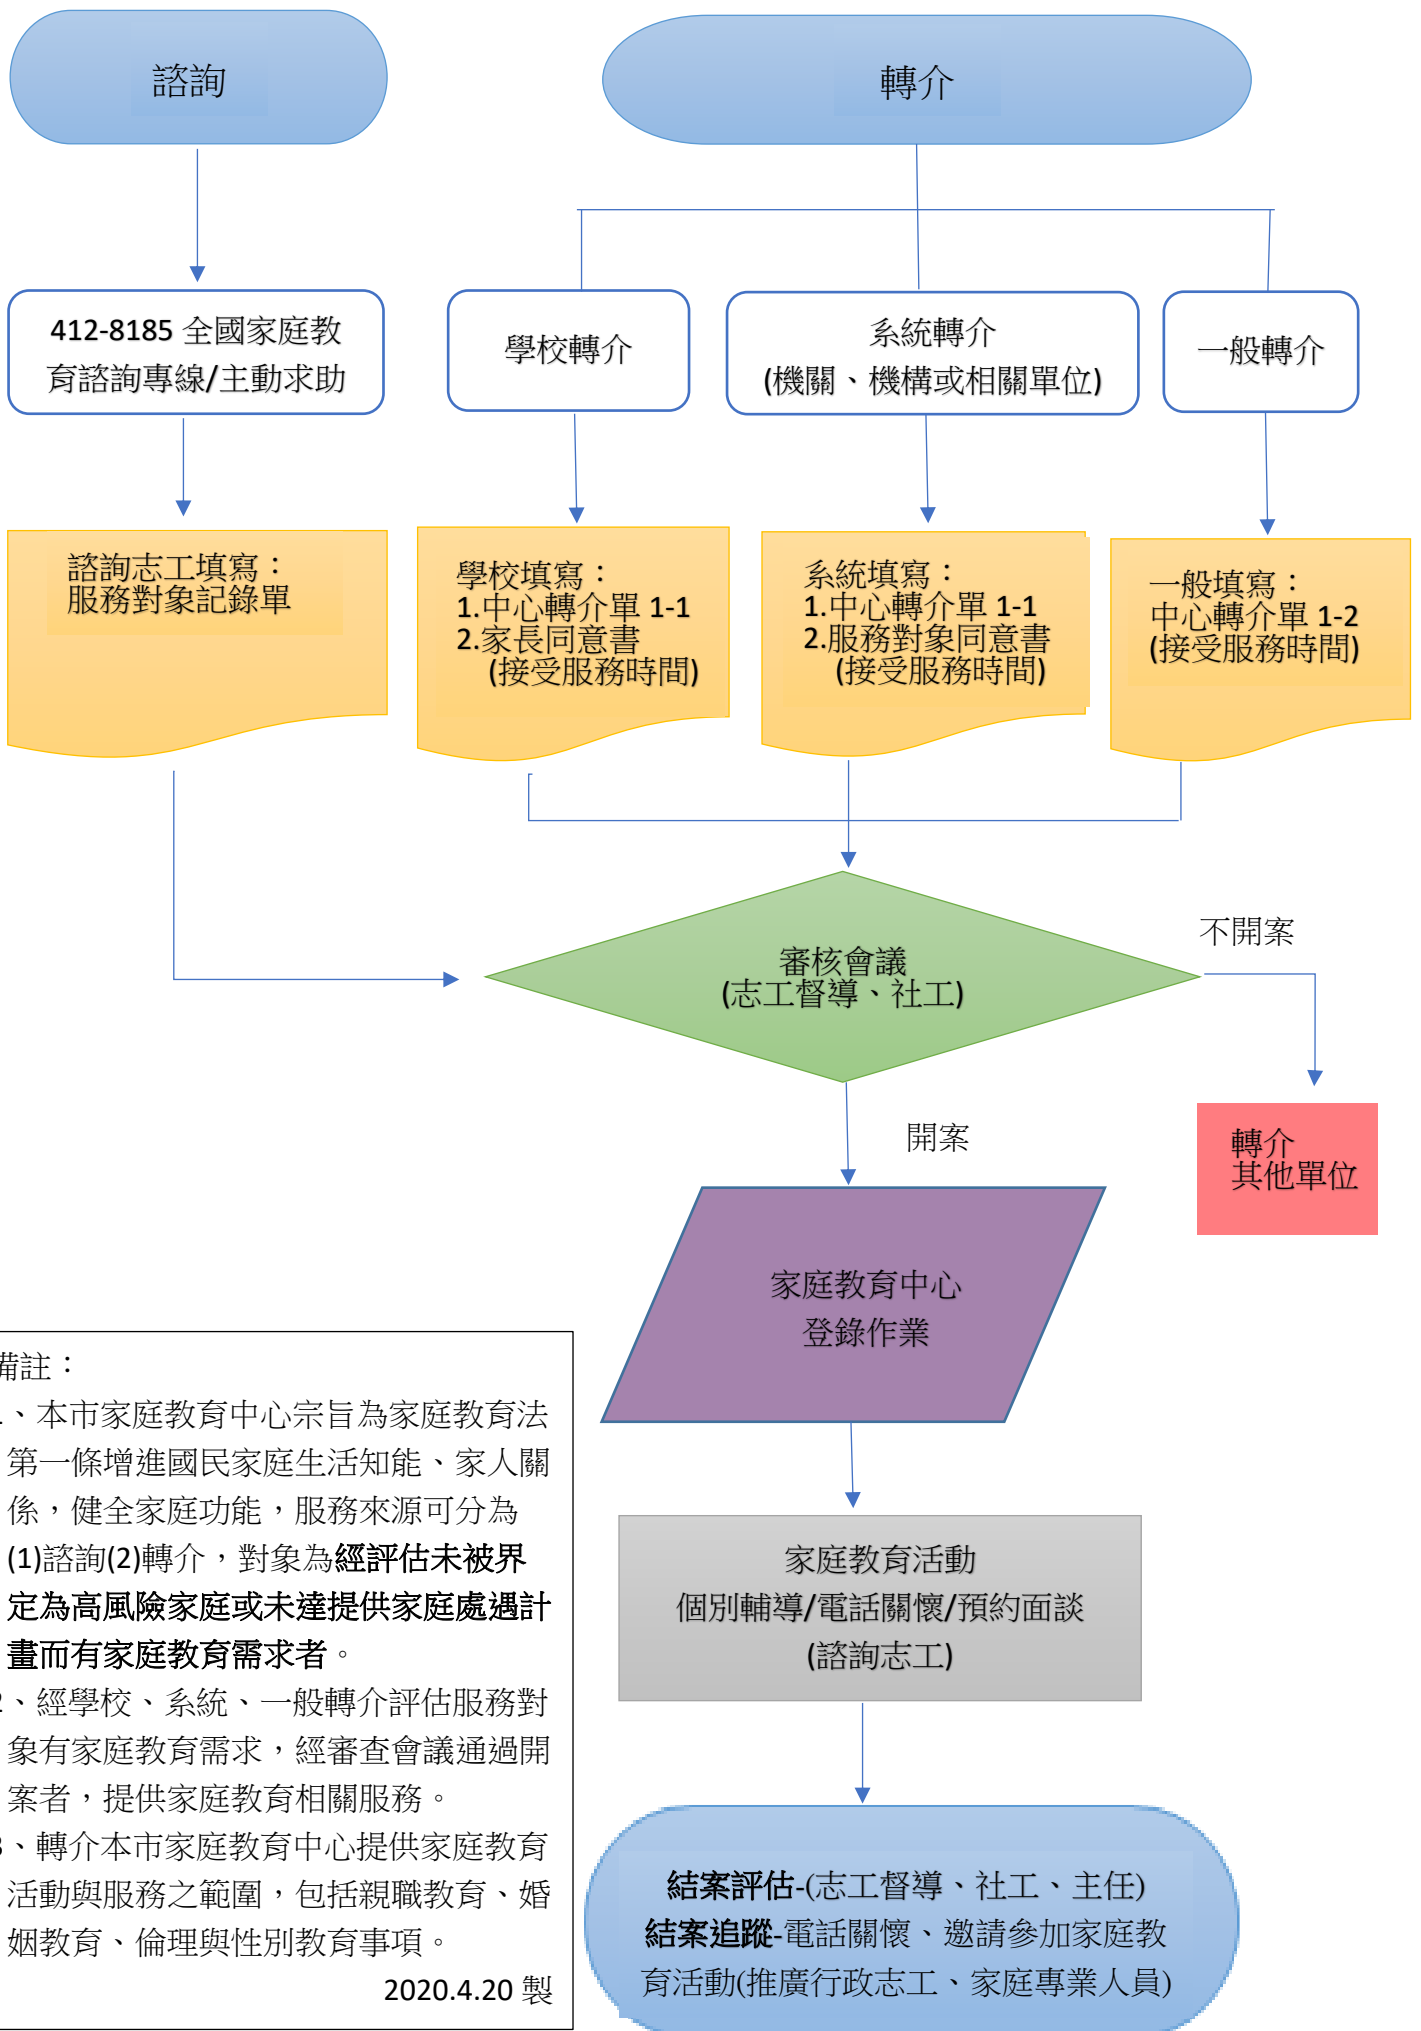 諮詢
轉介
412-8185 全國家庭教
育諮詢專線/主動求助
學校轉介
系統轉介
(機關、機構或相關單位)
一般轉介
諮詢志工填寫：
服務對象記錄單
學校填寫：
1.中心轉介單 1-1
2.家長同意書
(接受服務時間)
系統填寫：
1.中心轉介單 1-1
2.服務對象同意書
(接受服務時間)
一般填寫：
中心轉介單 1-2
(接受服務時間)
審核會議
(志工督導、社工)
不開案
開案
轉介
其他單位
家庭教育中心
登錄作業
家庭教育活動
個別輔導/電話關懷/預約面談
(諮詢志工)
結案評估-(志工督導、社工、主任)
結案追蹤-電話關懷、邀請參加家庭教
育活動(推廣行政志工、家庭專業人員)
備註：
、本市家庭教育中心宗旨為家庭教育法
第一條增進國民家庭生活知能、家人關
係，健全家庭功能，服務來源可分為
(1)諮詢(2)轉介，對象為經評估未被界
定為高風險家庭或未達提供家庭處遇計
畫而有家庭教育需求者。
2、經學校、系統、一般轉介評估服務對
象有家庭教育需求，經審查會議通過開
案者，提供家庭教育相關服務。
3、轉介本市家庭教育中心提供家庭教育
活動與服務之範圍，包括親職教育、婚
姻教育、倫理與性別教育事項。
2020.4.20 製